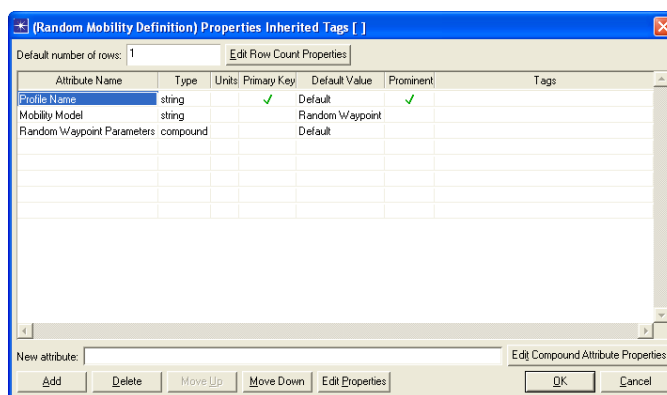 (Random Mobility Definition) Properties Inherited Tags [ ]
Default number of rows: 1 Edit Row Count Properties
Attribute Name Type Units Primary Key Default Value Prominent Tags
Profile Name string Default
Mobility Model string Random Waypoint
Random Waypoint Parameters compound Default
New attribute: Edit Compound Attribute Properties
Add Delete Move Up Move Down Edit Properties OK Cancel